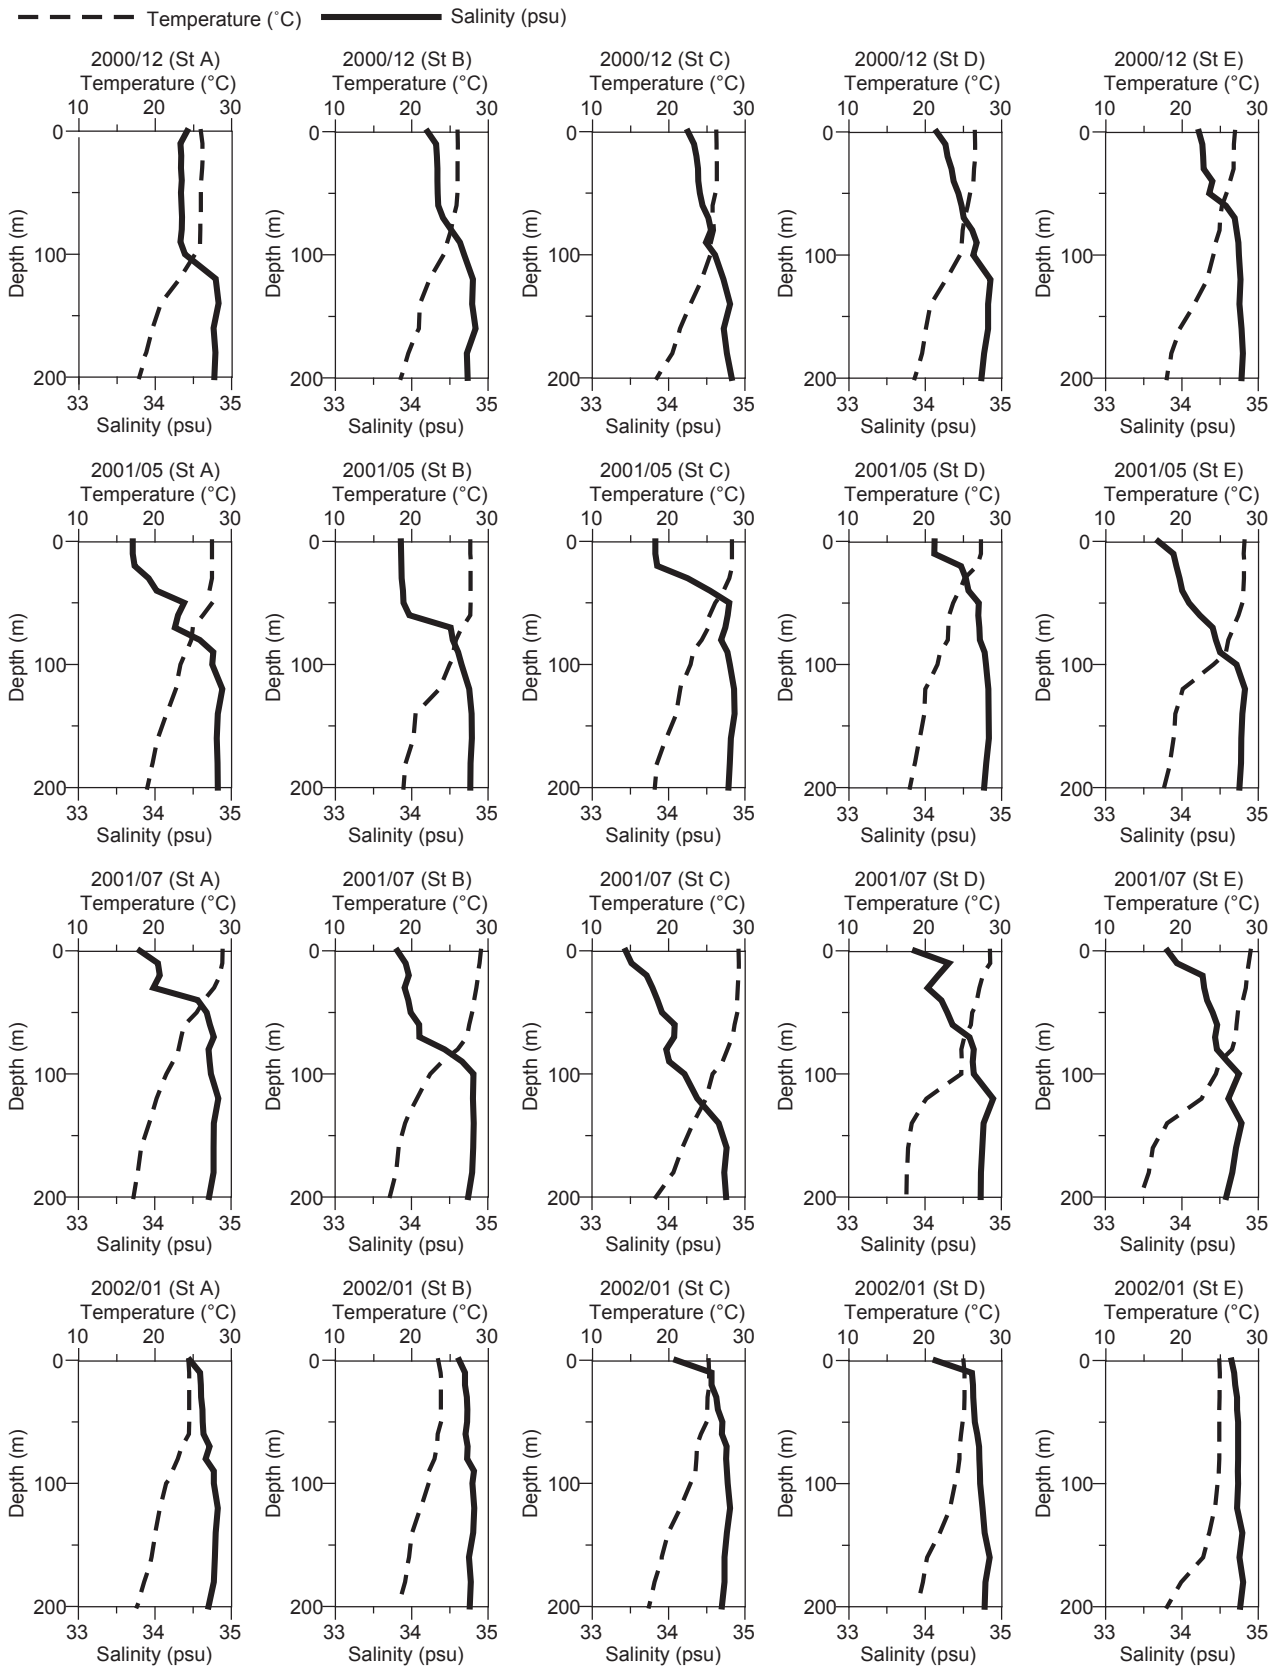 Temperature (°C) Salinity (psu)
2000/12 (St A) 2000/12 (St B) 2000/12 (St C) 2000/12 (St D) 2000/12 (St E)
Temperature (°C) Temperature (°C) Temperature (°C) Temperature (°C) Temperature (°C)
10 20 30 10 20 30 10 20 30 10 20 30 10 20 30
0 0 0 0 0
Depth (m) Depth (m) Depth (m) Depth (m) Depth (m)
100 100 100 100 100
200 200 200 200 200
33 34 35 33 34 35 33 34 35 33 34 35 33 34 35
Salinity (psu) Salinity (psu) Salinity (psu) Salinity (psu) Salinity (psu)
2001/05 (St A) 2001/05 (St B) 2001/05 (St C) 2001/05 (St D) 2001/05 (St E)
Temperature (°C) Temperature (°C) Temperature (°C) Temperature (°C) Temperature (°C)
10 20 30 10 20 30 10 20 30 10 20 30 10 20 30
0 0 0 0 0
Depth (m) Depth (m) Depth (m) Depth (m) Depth (m)
100 100 100 100 100
200 200 200 200 200
33 34 35 33 34 35 33 34 35 33 34 35 33 34 35
Salinity (psu) Salinity (psu) Salinity (psu) Salinity (psu) Salinity (psu)
2001/07 (St A) 2001/07 (St B) 2001/07 (St C) 2001/07 (St D) 2001/07 (St E)
Temperature (°C) Temperature (°C) Temperature (°C) Temperature (°C) Temperature (°C)
10 20 30 10 20 30 10 20 30 10 20 30 10 20 30
0 0 0 0 0
Depth (m) Depth (m) Depth (m) Depth (m) Depth (m)
100 100 100 100 100
200 200 200 200 200
33 34 35 33 34 35 33 34 35 33 34 35 33 34 35
Salinity (psu) Salinity (psu) Salinity (psu) Salinity (psu) Salinity (psu)
2002/01 (St A) 2002/01 (St B) 2002/01 (St C) 2002/01 (St D) 2002/01 (St E)
Temperature (°C) Temperature (°C) Temperature (°C) Temperature (°C) Temperature (°C)
10 20 30 10 20 30 10 20 30 10 20 30 10 20 30
0 0 0 0 0
Depth (m) Depth (m) Depth (m) Depth (m) Depth (m)
100 100 100 100 100
200 200 200 200 200
33 34 35 33 34 35 33 34 35 33 34 35 33 34 35
Salinity (psu) Salinity (psu) Salinity (psu) Salinity (psu) Salinity (psu)